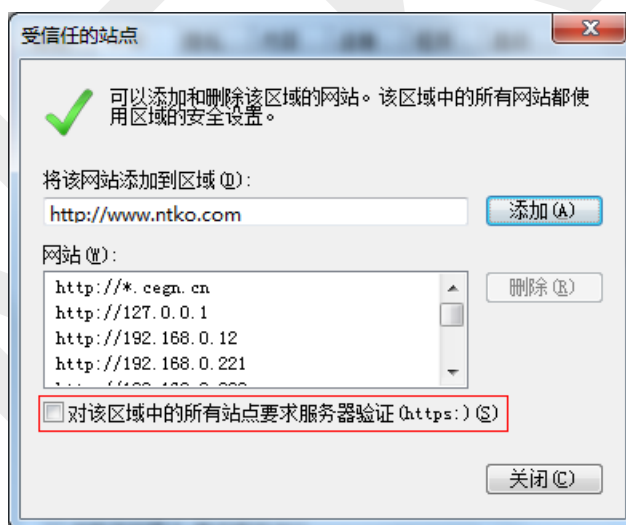 受信任的站点
可以添加和删除该区域的网站。该区域中的所有网站都使
用区域的安全设置。
将该网站添加到区域(D):
http://www.ntko.com
添加(A)
网站(W):
http://*.cegn.cn
删除(R)
http://127.0.0.1
http://192.168.0.12
http://192.168.0.221
对该区域中的所有站点要求服务器验证(https:)(S)
关闭(C)